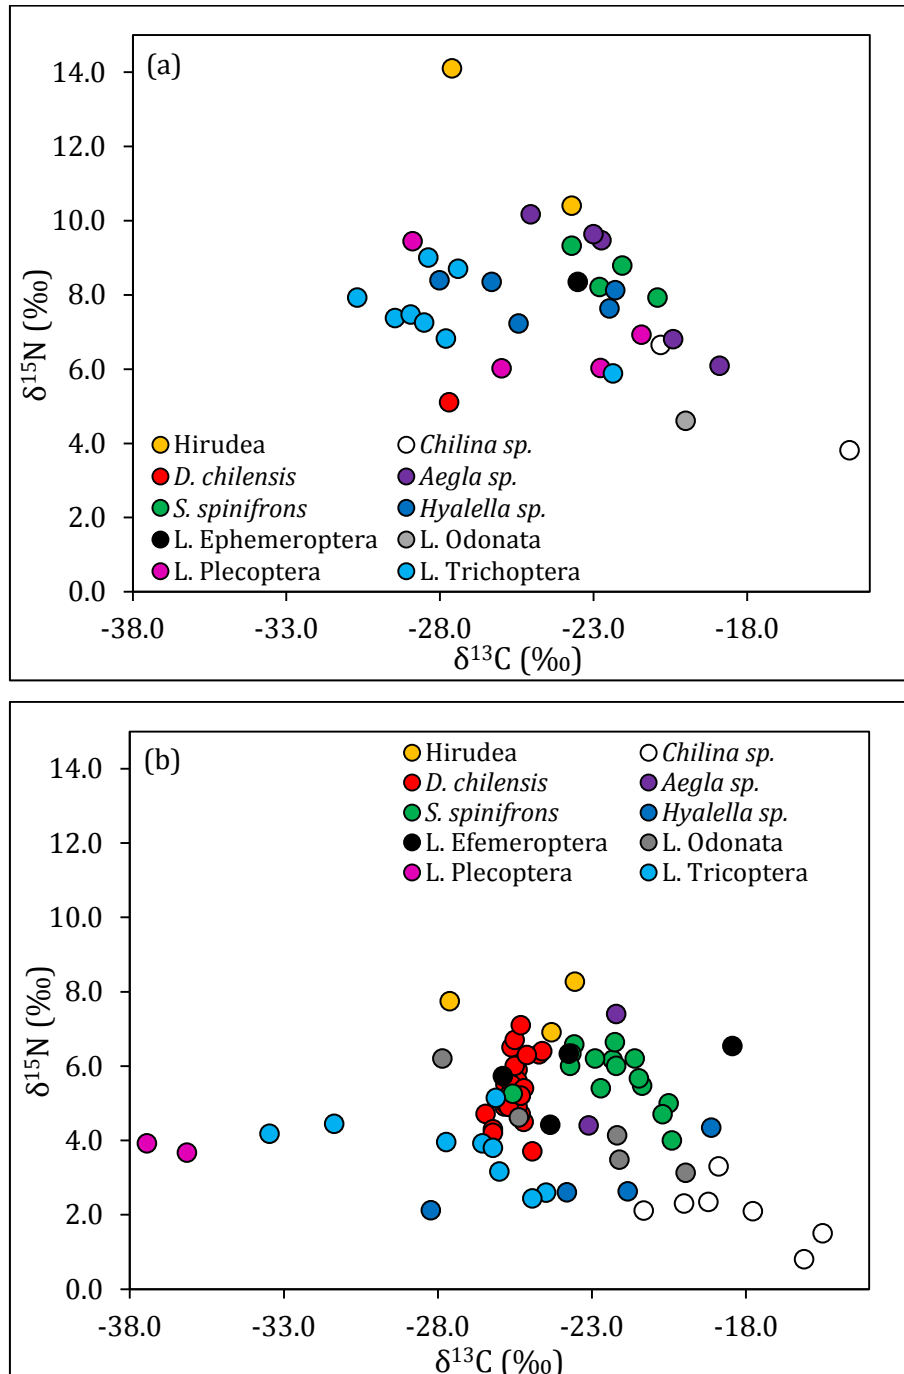 (a)
14.0
12.0
10.0
8.0
6.0
4.0
2.0
0.0
δ¹⁵N (‰)
Hirudea
Chilina sp.
D. chilensis
Aegla sp.
S. spinifrons
Hyalella sp.
L. Ephemeroptera
L. Odonata
L. Plecoptera
L. Trichoptera
-38.0 -33.0 -28.0 -23.0 -18.0
δ¹³C (‰)
(b)
14.0
12.0
10.0
8.0
6.0
4.0
2.0
0.0
δ¹⁵N (‰)
Hirudea
Chilina sp.
D. chilensis
Aegla sp.
S. spinifrons
Hyalella sp.
L. Efemeroptera
L. Odonata
L. Plecoptera
L. Tricoptera
-38.0 -33.0 -28.0 -23.0 -18.0
δ¹³C (‰)